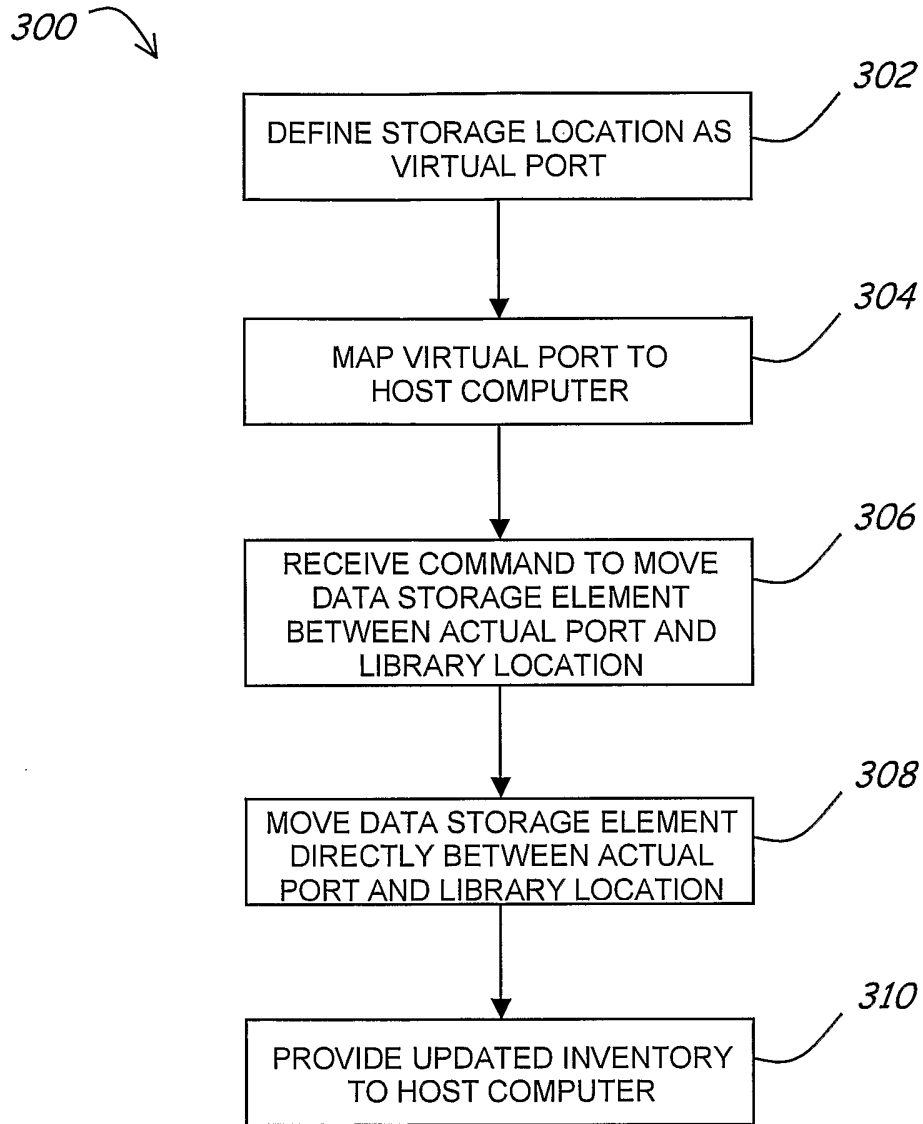 300
302
DEFINE STORAGE LOCATION AS
VIRTUAL PORT
304
MAP VIRTUAL PORT TO
HOST COMPUTER
306
RECEIVE COMMAND TO MOVE
DATA STORAGE ELEMENT
BETWEEN ACTUAL PORT AND
LIBRARY LOCATION
308
MOVE DATA STORAGE ELEMENT
DIRECTLY BETWEEN ACTUAL
PORT AND LIBRARY LOCATION
310
PROVIDE UPDATED INVENTORY
TO HOST COMPUTER